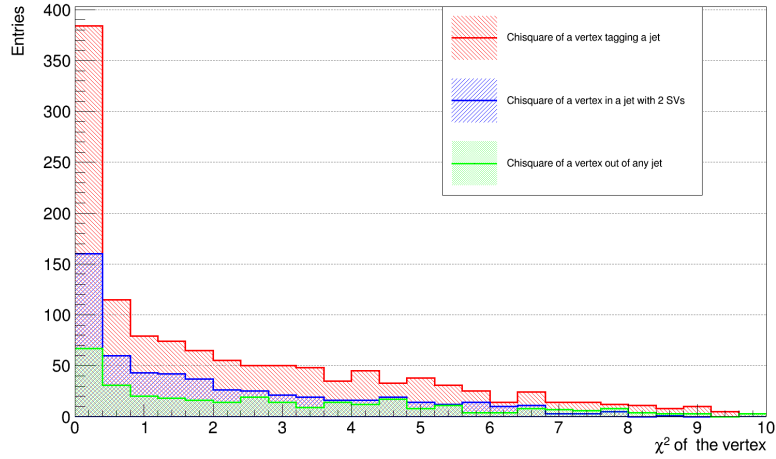 Entries
400
350
300
250
200
150
100
50
0
0 1 2 3 4 5 6 7 8 9 10
χ² of the vertex
Chisquare of a vertex tagging a jet
Chisquare of a vertex in a jet with 2 SVs
Chisquare of a vertex out of any jet